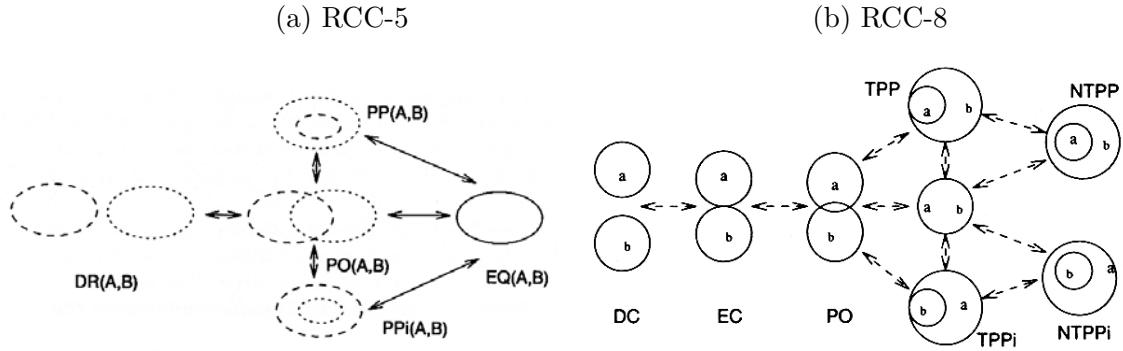 (a) RCC-5
PP(A,B)
DR(A,B)
PO(A,B)
EQ(A,B)
PPi(A,B)
(b) RCC-8
TPP
NTPP
a
b
a
b
a
a
a
a
b
b
b
b
b
a
b
a
DC
EC
PO
TPPi
NTPPi